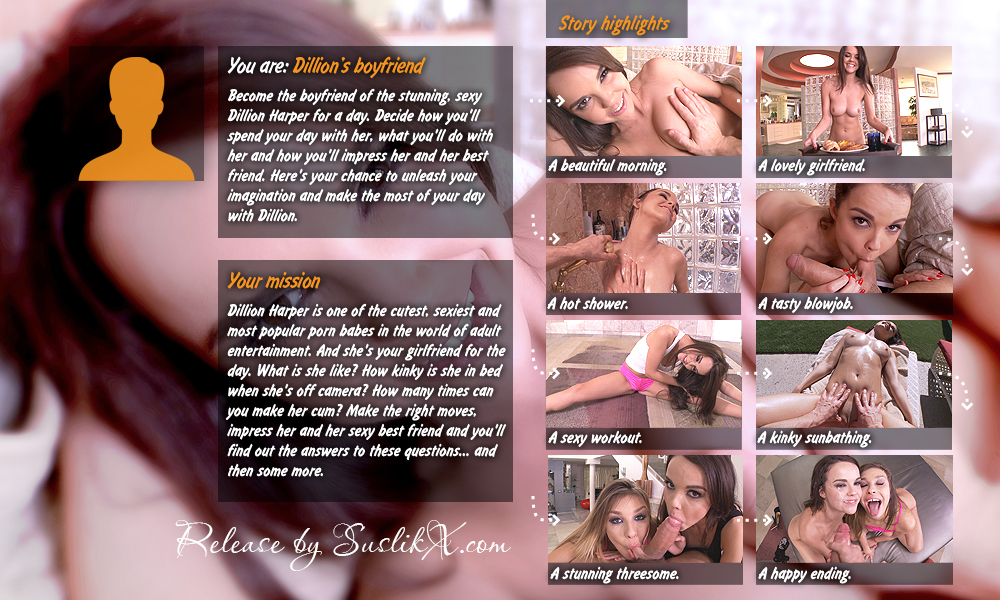 You are: Dillion's boyfriend
Become the boyfriend of the stunning, sexy
Dillion Harper for a day. Decide how you'll
spend your day with her, what you'll do with
her and how you'll impress her and her best
friend. Here's your chance to unleash your
imagination and make the most of your day
with Dillion.
Your mission
Dillion Harper is one of the cutest, sexiest and
most popular porn babes in the world of adult
entertainment. And she's your girlfriend for the
day. What is she like? How kinky is she in bed
when she's off camera? How many times can
you make her cum? Make the right moves,
impress her and her sexy best friend and you'll
find out the answers to these questions... and
then some more.
Release by SuslikX.com
Story highlights
A beautiful morning.
A lovely girlfriend.
A hot shower.
A tasty blowjob.
A sexy workout.
A kinky sunbathing.
A stunning threesome.
A happy ending.